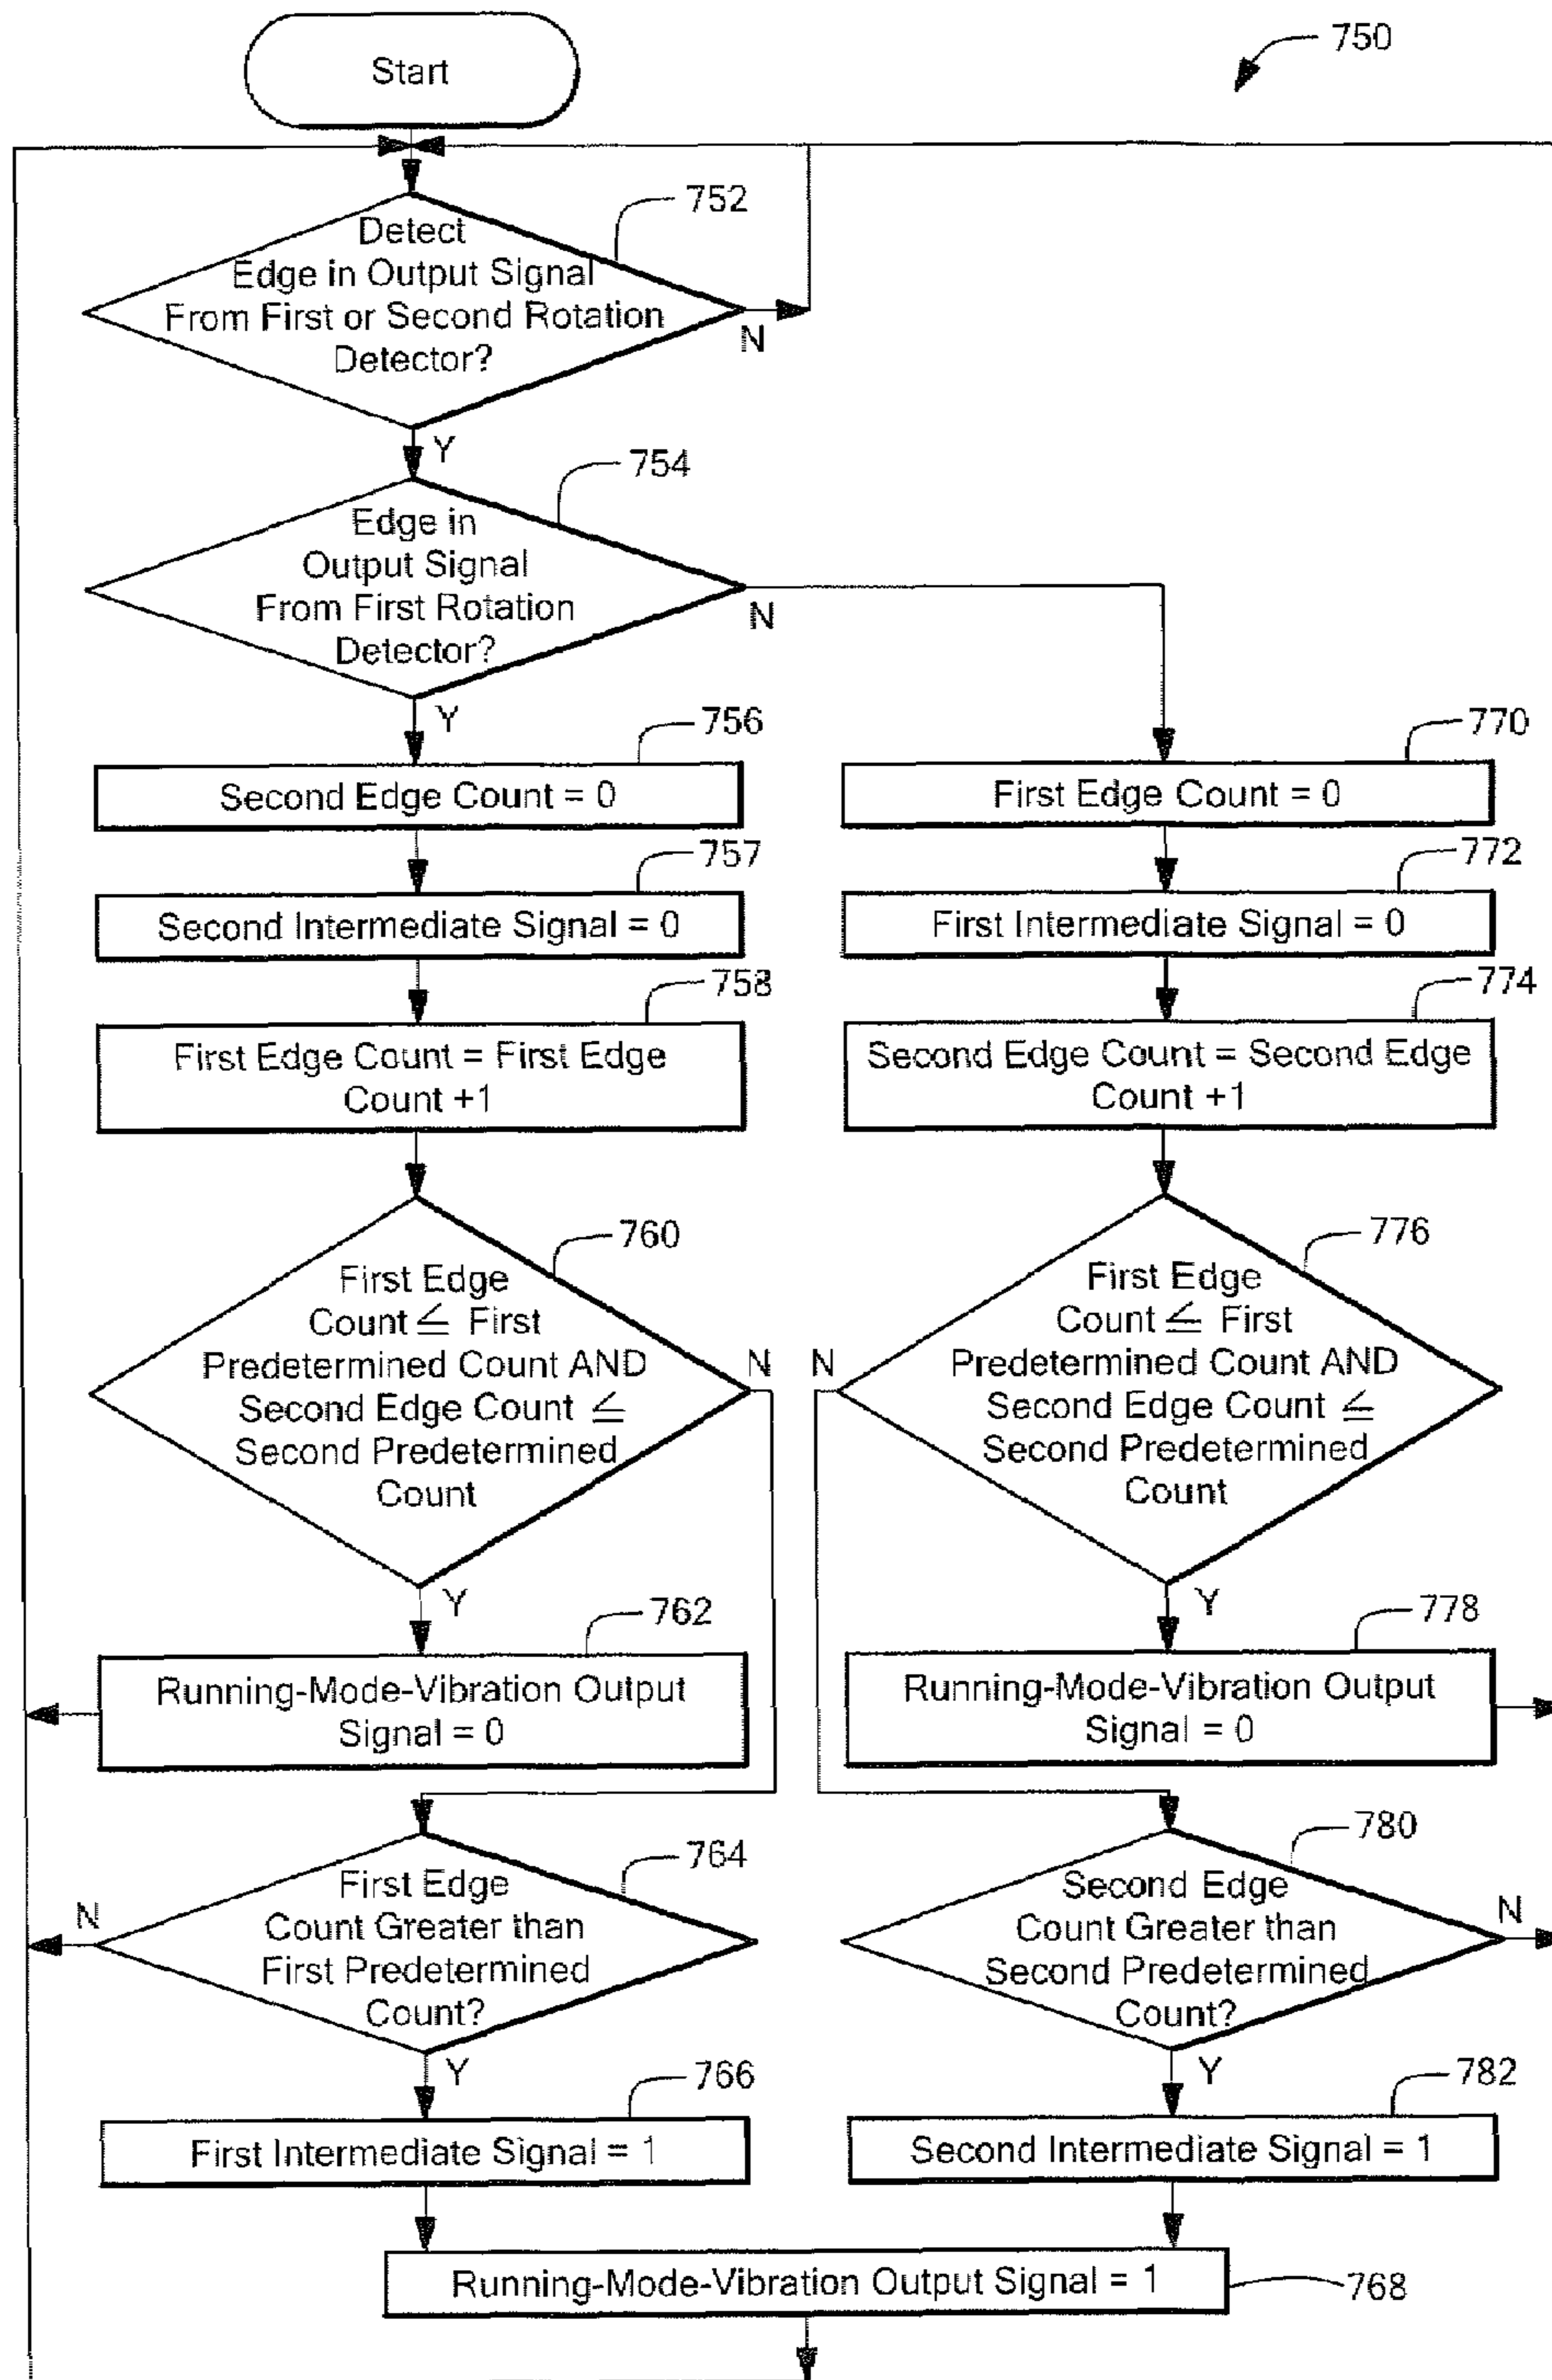 Start
750
752
Detect
Edge in Output Signal
From First or Second Rotation
Detector?
N
Y
754
Edge in
Output Signal
From First Rotation
Detector?
N
Y
756
Second Edge Count = 0
770
First Edge Count = 0
757
Second Intermediate Signal = 0
772
First Intermediate Signal = 0
758
First Edge Count = First Edge
Count +1
774
Second Edge Count = Second Edge
Count +1
760
First Edge
Count ≦ First
Predetermined Count AND
Second Edge Count ≦
Second Predetermined
Count
N
Y
776
First Edge
Count ≦ First
Predetermined Count AND
Second Edge Count ≦
Second Predetermined
Count
N
Y
762
Running-Mode-Vibration Output
Signal = 0
778
Running-Mode-Vibration Output
Signal = 0
764
First Edge
Count Greater than
First Predetermined
Count?
N
Y
780
Second Edge
Count Greater than
Second Predetermined
Count?
N
Y
766
First Intermediate Signal = 1
782
Second Intermediate Signal = 1
Running-Mode-Vibration Output Signal = 1
768